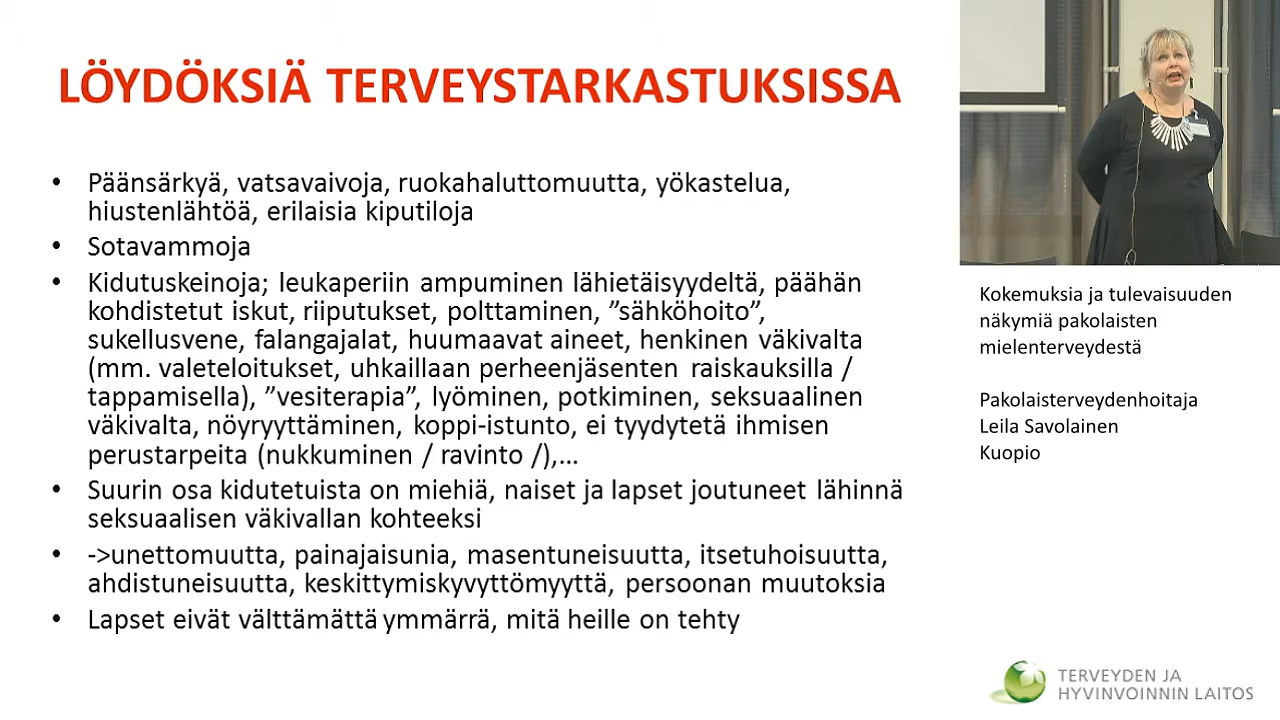 LÖYDÖKSIÄ TERVEYSTARKASTUKSISSA
• Päänsärkyä, vatsavaivoja, ruokahaluttomuutta, yökastelua,
hiustenlähtöä, erilaisia kiputiloja
• Sotavammoja
• Kidutuskeinoja; leukaperiin ampuminen lähietäisyydeltä, päähän
kohdistetut iskut, riiputukset, polttaminen, ”sähköhoito”,
sukellusvene, falangajalat, huumaavat aineet, henkinen väkivalta
(mm. valeteloitukset, uhkaillaan perheenjäsenten raiskauksilla /
tappamisella), ”vesiterapia”, lyöminen, potkiminen, seksuaalinen
väkivalta, nöyryyttäminen, koppi-istunto, ei tyydytetä ihmisen
perustarpeita (nukkuminen / ravinto /),...
• Suurin osa kidutetuista on miehiä, naiset ja lapset joutuneet lähinnä
seksuaalisen väkivallan kohteeksi
• ->unettomuutta, painajaisunia, masentuneisuutta, itsetuhoisuutta,
ahdistuneisuutta, keskittymiskyvyttömyyttä, persoonan muutoksia
• Lapset eivät välttämättä ymmärrä, mitä heille on tehty
Kokemuksia ja tulevaisuuden
näkymiä pakolaisten
mielenterveydestä
Pakolaisterveydenhoitaja
Leila Savolainen
Kuopio
TERVEYDEN JA
HYVINVOINNIN LAITOS